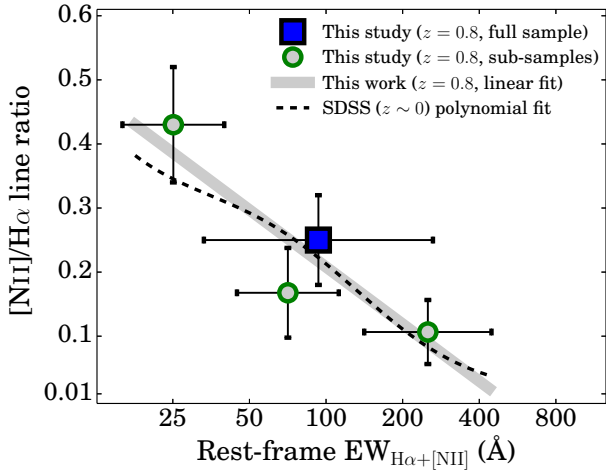 This study (z = 0.8, full sample)
This study (z = 0.8, sub-samples)
This work (z = 0.8, linear fit)
SDSS (z ∼ 0) polynomial fit
[NII]/Hα line ratio
0.6
0.5
0.4
0.3
0.2
0.1
0.01
25 50 100 200 400 800
Rest-frame EW_{Hα+[NII]} (Å)